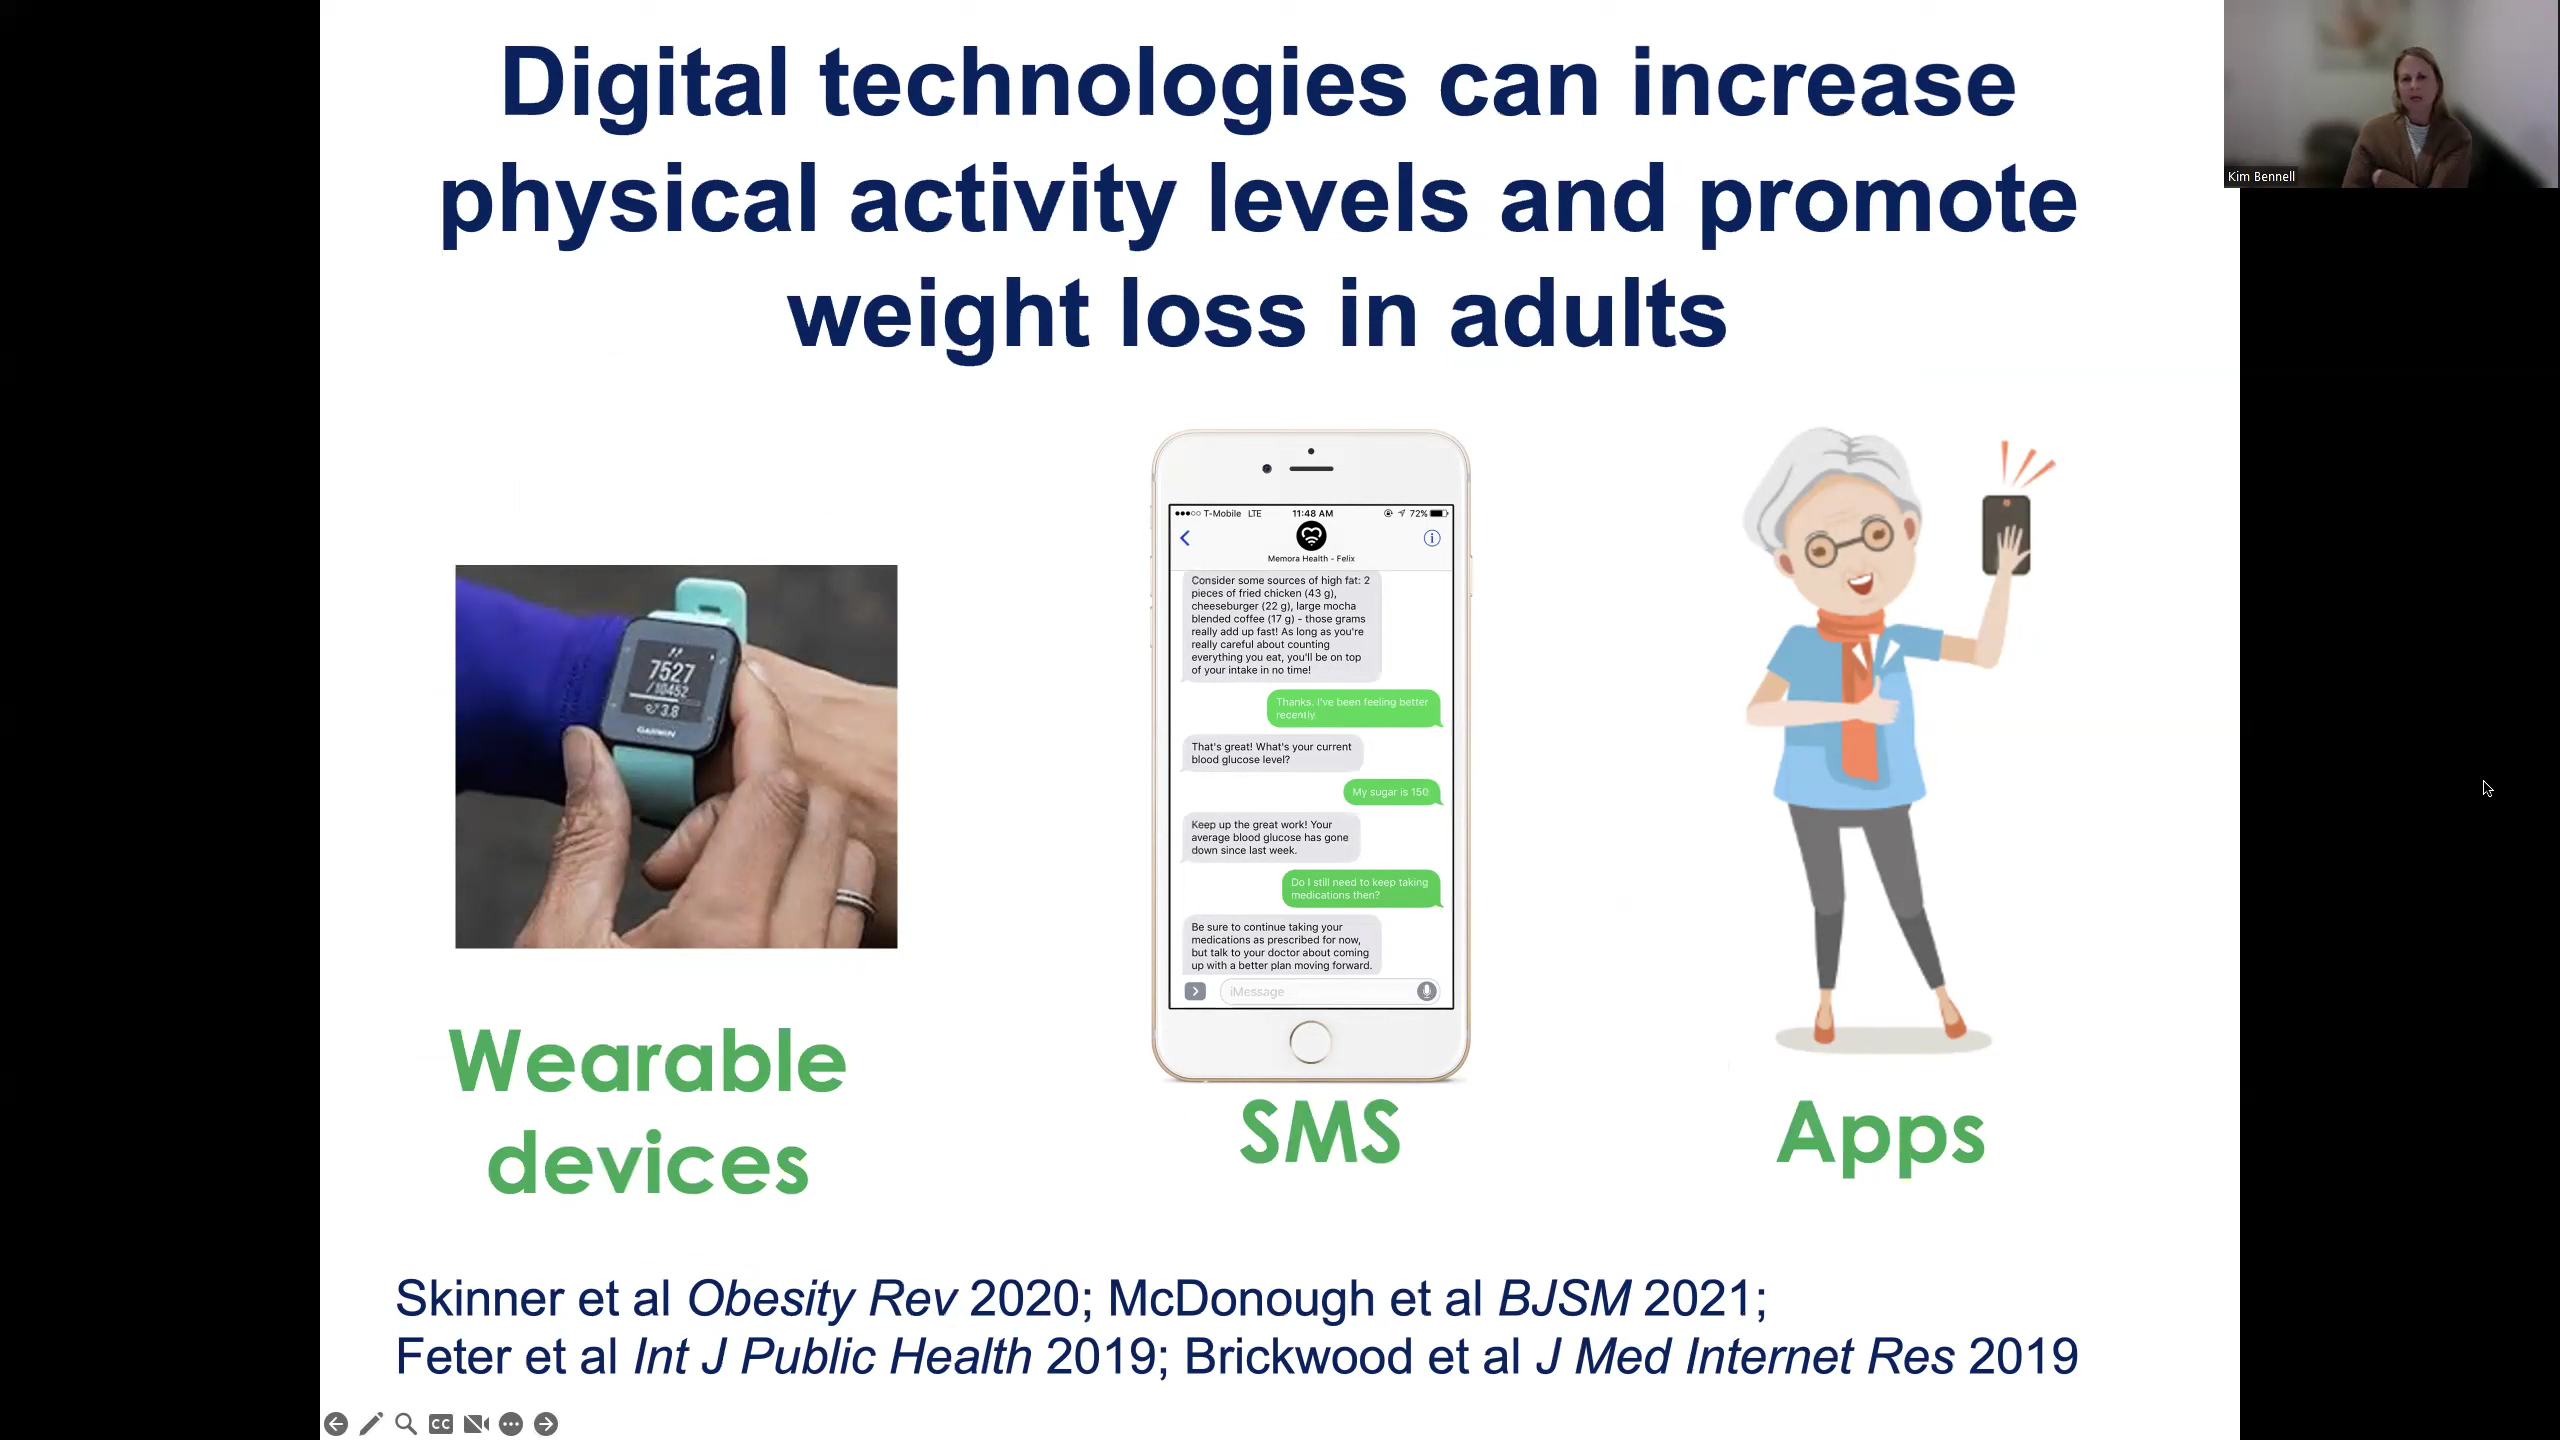 Digital technologies can increase
physical activity levels and promote
weight loss in adults
Kim Bennell
7527
/10452
3.8
GARMIN
T-Mobile LTE 11:48 AM 72%
Memora Health - Felix
Consider some sources of high fat: 2
pieces of fried chicken (43 g),
cheeseburger (22 g), large mocha
blended coffee (17 g) - those grams
really add up fast! As long as you're
really careful about counting
everything you eat, you'll be on top
of your intake in no time!
Thanks. I've been feeling better
recently
That's great! What's your current
blood glucose level?
My sugar is 150
Keep up the great work! Your
average blood glucose has gone
down since last week.
Do I still need to keep taking
medications then?
Be sure to continue taking your
medications as prescribed for now,
but talk to your doctor about coming
up with a better plan moving forward.
iMessage
Wearable
devices
SMS
Apps
Skinner et al Obesity Rev 2020; McDonough et al BJSM 2021;
Feter et al Int J Public Health 2019; Brickwood et al J Med Internet Res 2019
CC